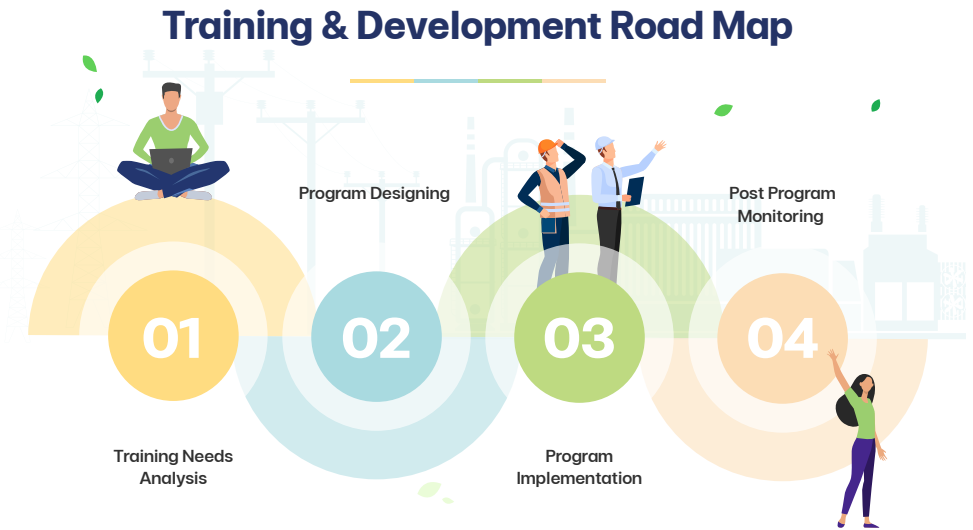 Training & Development Road Map
01
Training Needs
Analysis
Program Designing
02
03
Program
Implementation
Post Program
Monitoring
04